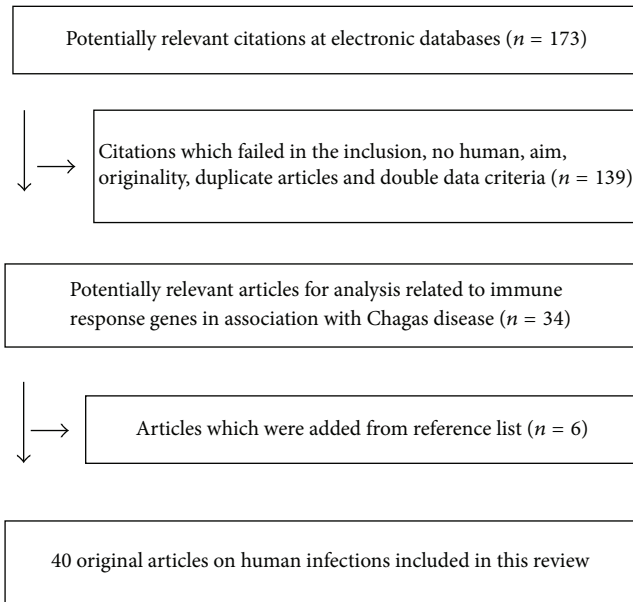 Potentially relevant citations at electronic databases (n = 173)
Citations which failed in the inclusion, no human, aim,
originality, duplicate articles and double data criteria (n = 139)
Potentially relevant articles for analysis related to immune
response genes in association with Chagas disease (n = 34)
Articles which were added from reference list (n = 6)
40 original articles on human infections included in this review